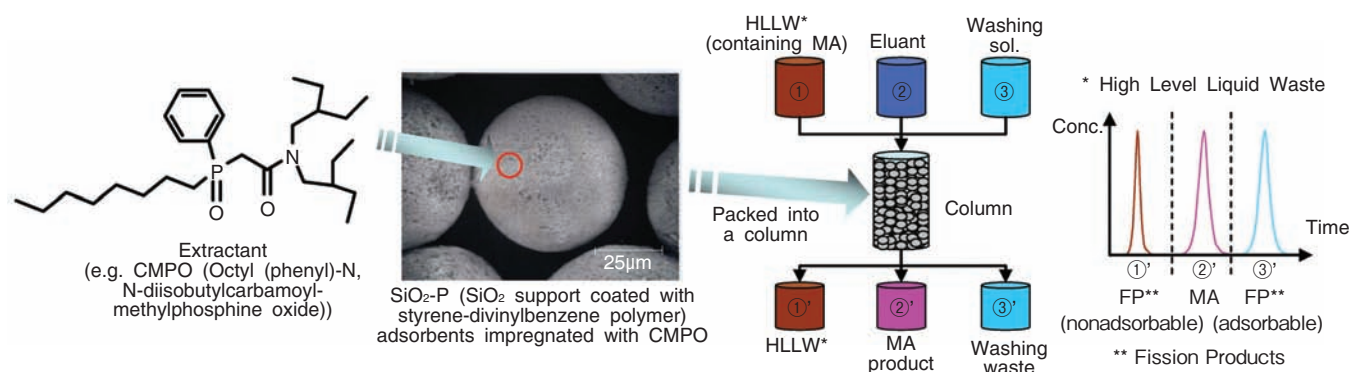 P
O
O
N
Extractant
(e.g. CMPO (Octyl (phenyl)-N,
N-diisobutylcarbamoyl-
methylphosphine oxide))
25μm
SiO₂-P (SiO₂ support coated with
styrene-divinylbenzene polymer)
adsorbents impregnated with CMPO
Packed into
a column
HLLW*
(containing MA)
Eluant
Washing
sol.
①
②
③
Column
①’
②’
③’
HLLW*
MA
product
Washing
waste
* High Level Liquid Waste
Conc.
Time
①’ ②’ ③’
FP** MA FP**
(nonadsorbable) (adsorbable)
** Fission Products